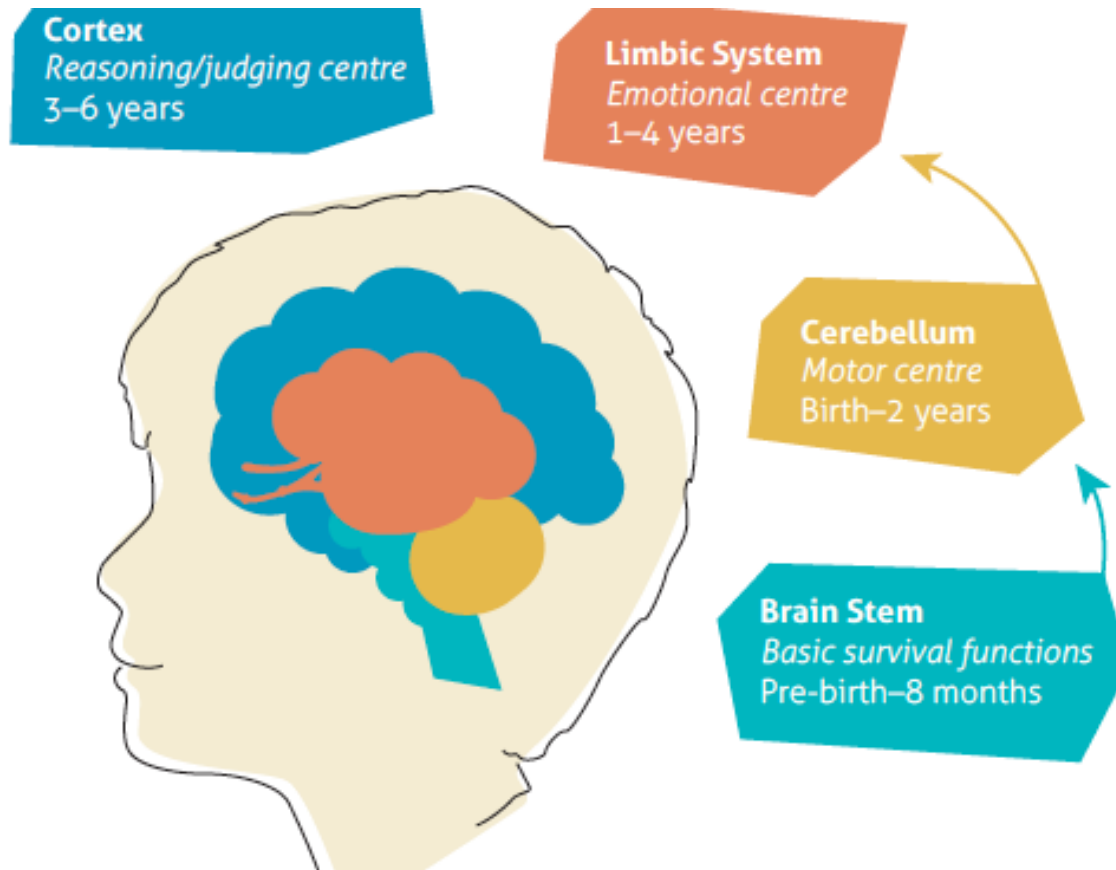 Cortex
Reasoning/judging centre
3–6 years
Limbic System
Emotional centre
1–4 years
Cerebellum
Motor centre
Birth–2 years
Brain Stem
Basic survival functions
Pre-birth–8 months